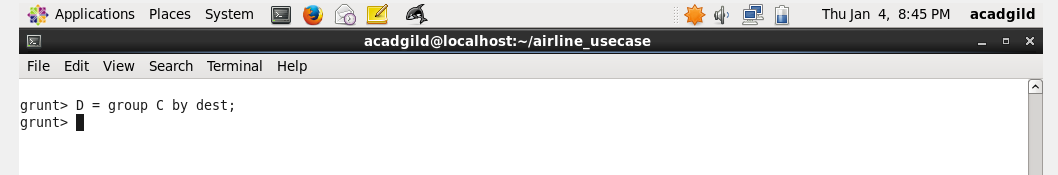 Applications Places System Thu Jan 4, 8:45 PM acadgild
acadgild@localhost:~/airline_usecase
File Edit View Search Terminal Help
grunt> D = group C by dest;
grunt>